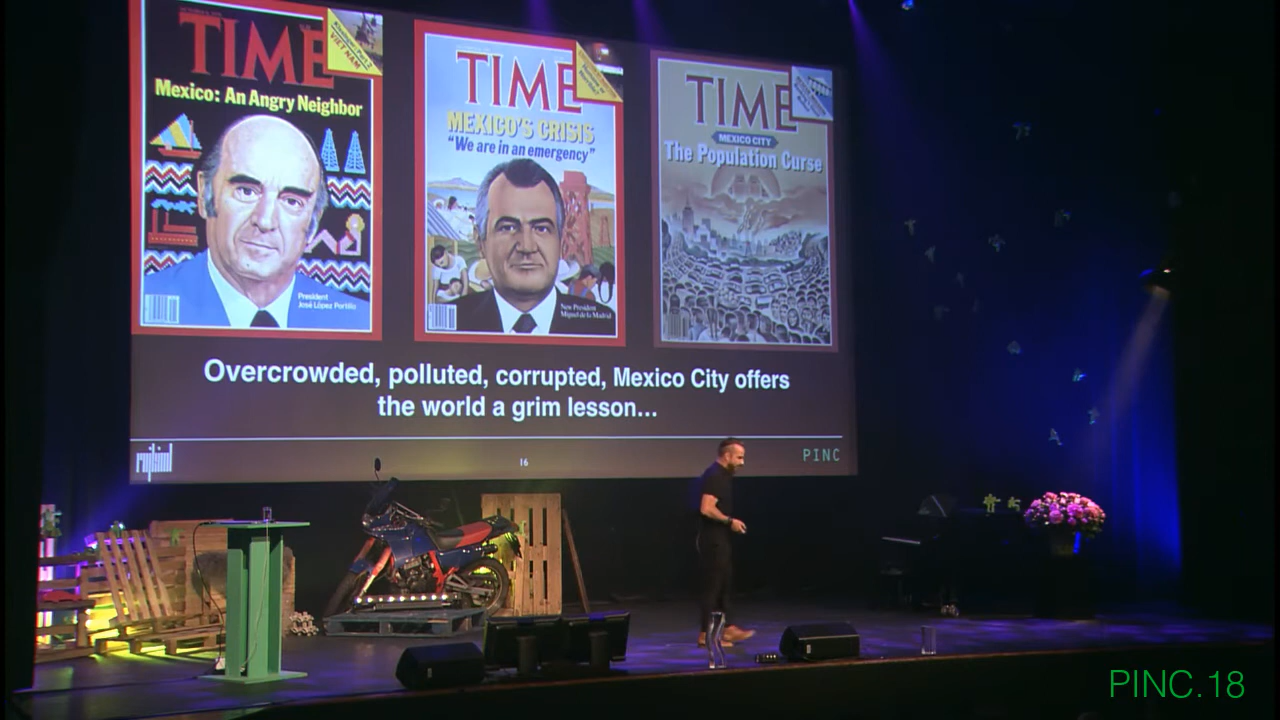 TIME
Mexico: An Angry Neighbor
VIET NAM
President
José López Portillo
TIME
MEXICO'S CRISIS
"We are in an emergency"
New President
Miguel de la Madrid
TIME
MEXICO CITY
The Population Curse
Overcrowded, polluted, corrupted, Mexico City offers
the world a grim lesson...
16
PINC
PINC.18